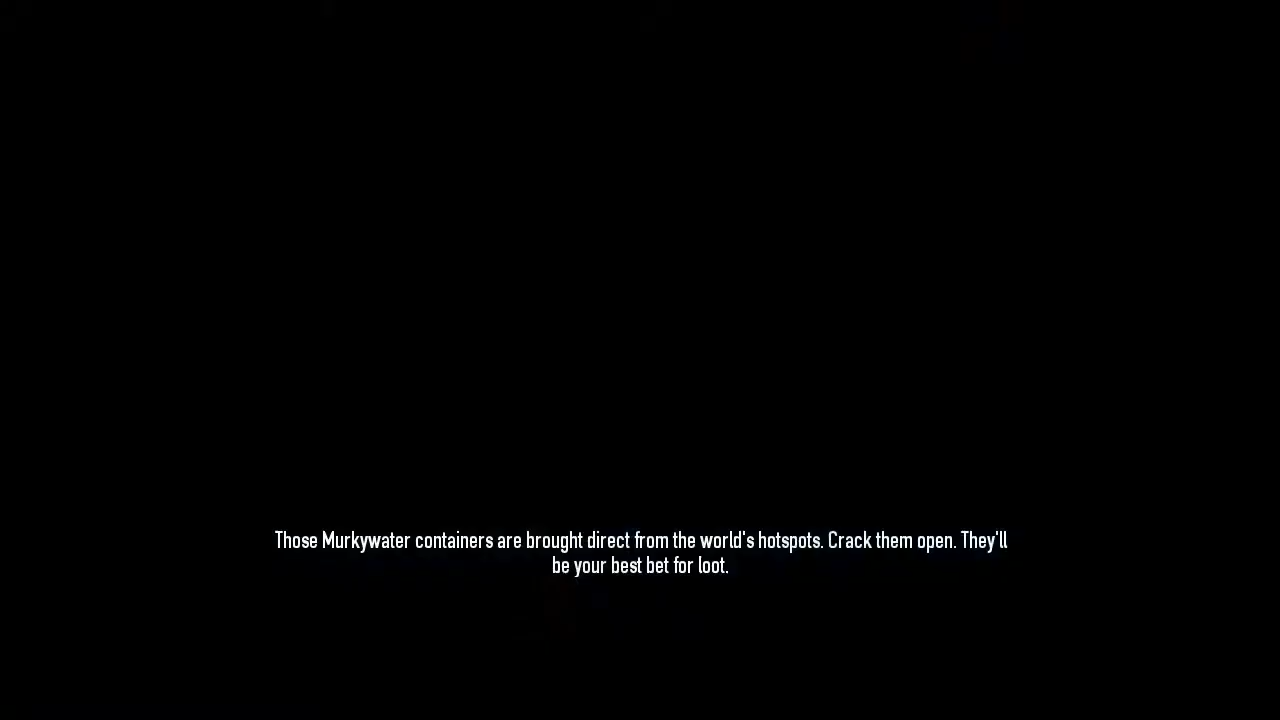 Those Murkywater containers are brought direct from the world's hotspots. Crack them open. They'll
be your best bet for loot.